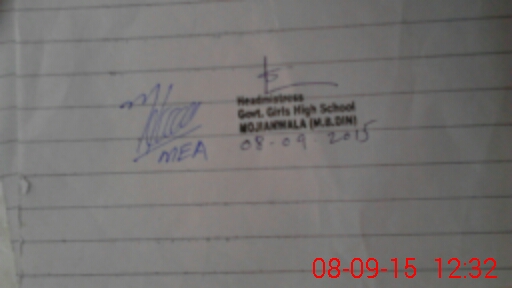 Headmistress
Govt. Girls High School
MOJIANWALA (M.B.DIN)
08-09-2015
MEA
08-09-15 12:32